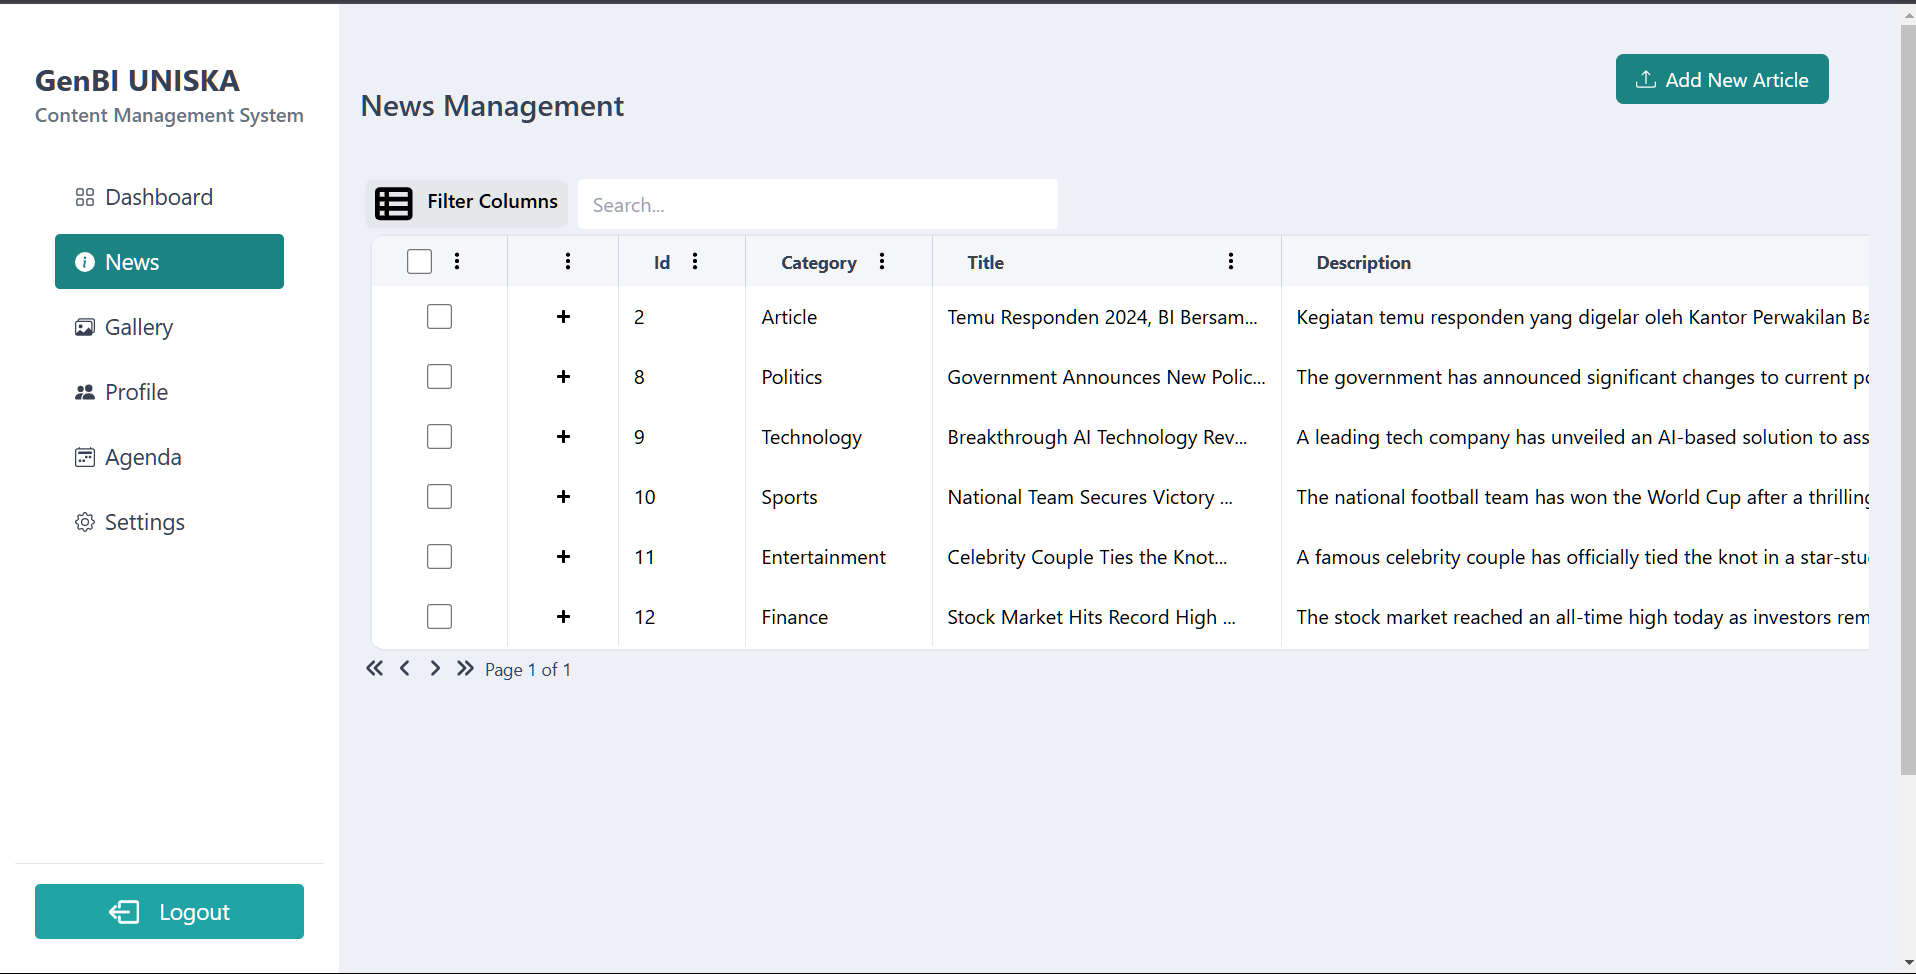 GenBI UNISKA
Content Management System
Dashboard
News
Gallery
Profile
Agenda
Settings
Logout
News Management
Add New Article
Filter Columns
Search...
Id Category Title Description
2 Article Temu Responden 2024, BI Bersam... Kegiatan temu responden yang digelar oleh Kantor Perwakilan Ba
8 Politics Government Announces New Polic... The government has announced significant changes to current po
9 Technology Breakthrough AI Technology Rev... A leading tech company has unveiled an AI-based solution to ass
10 Sports National Team Secures Victory ... The national football team has won the World Cup after a thrilling
11 Entertainment Celebrity Couple Ties the Knot... A famous celebrity couple has officially tied the knot in a star-stu
12 Finance Stock Market Hits Record High ... The stock market reached an all-time high today as investors rem
Page 1 of 1